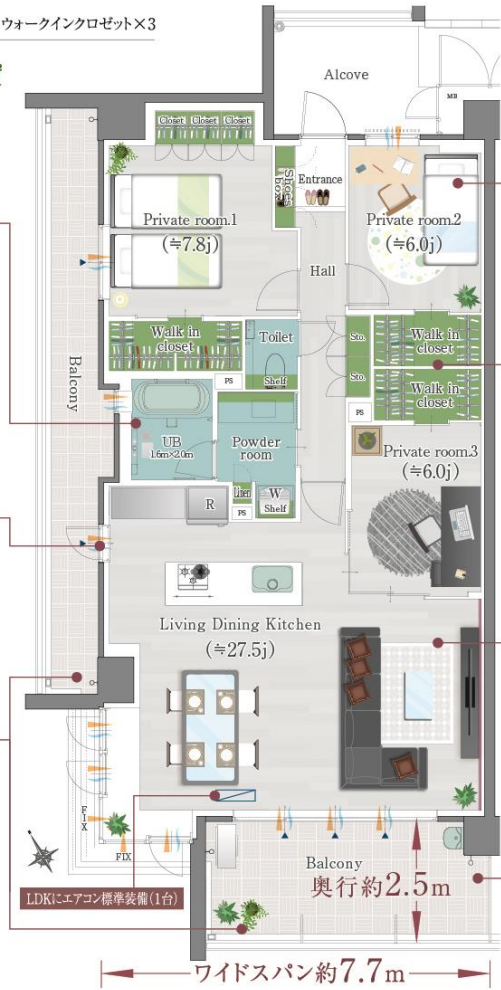 ウォークインクロゼット×3
Alcove
MB
Closet Closet Closet
Shoes box
Entrance
Private room.1
(≒7.8j)
Private room.2
(≒6.0j)
Hall
Walk in
closet
Toilet
Shelf
Sto.
Walk in
closet
Sto.
Walk in
closet
PS
PS
Balcony
UB
1.6m×2.0m
Powder
room
Private room.3
(≒6.0j)
Linen
W
Shelf
PS
R
Living Dining Kitchen
(≒27.5j)
FIX
FIX
LDKにエアコン標準装備(1台)
Balcony
奥行約2.5m
ワイドスパン約7.7m